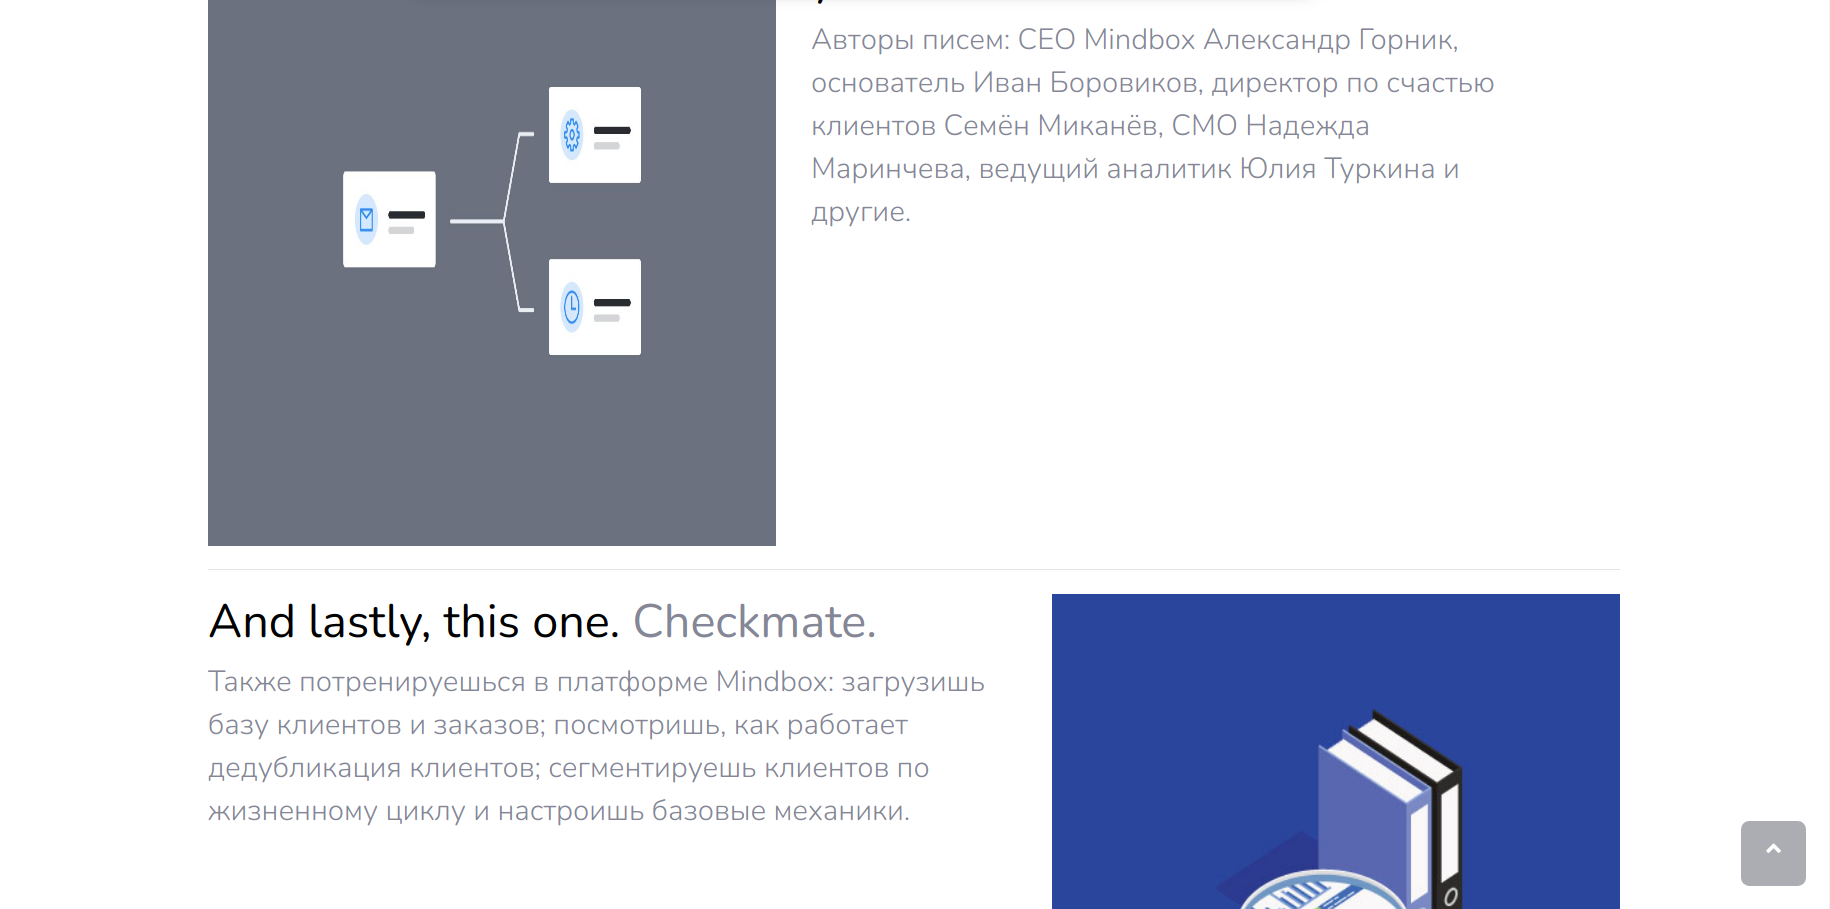 Авторы писем: CEO Mindbox Александр Горник,
основатель Иван Боровиков, директор по счастью
клиентов Семён Миканёв, CMO Надежда
Маринчева, ведущий аналитик Юлия Туркина и
другие.
And lastly, this one. Checkmate.
Также потренируешься в платформе Mindbox: загрузишь
базу клиентов и заказов; посмотришь, как работает
дедубликация клиентов; сегментируешь клиентов по
жизненному циклу и настроишь базовые механики.